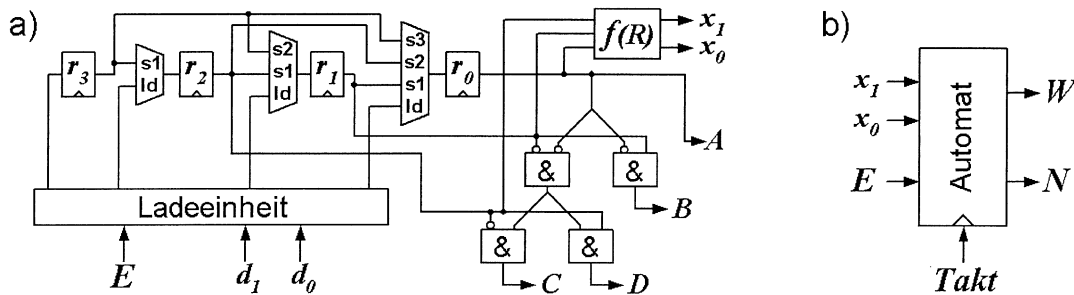 a)
r3
s1
ld
r2
s2
s1
ld
r1
s3
s2
s1
ld
r0
f(R)
x1
x0
A
&
&
B
&
&
C
D
Ladeeinheit
E
d1
d0
b)
x1
x0
E
Automat
W
N
Takt